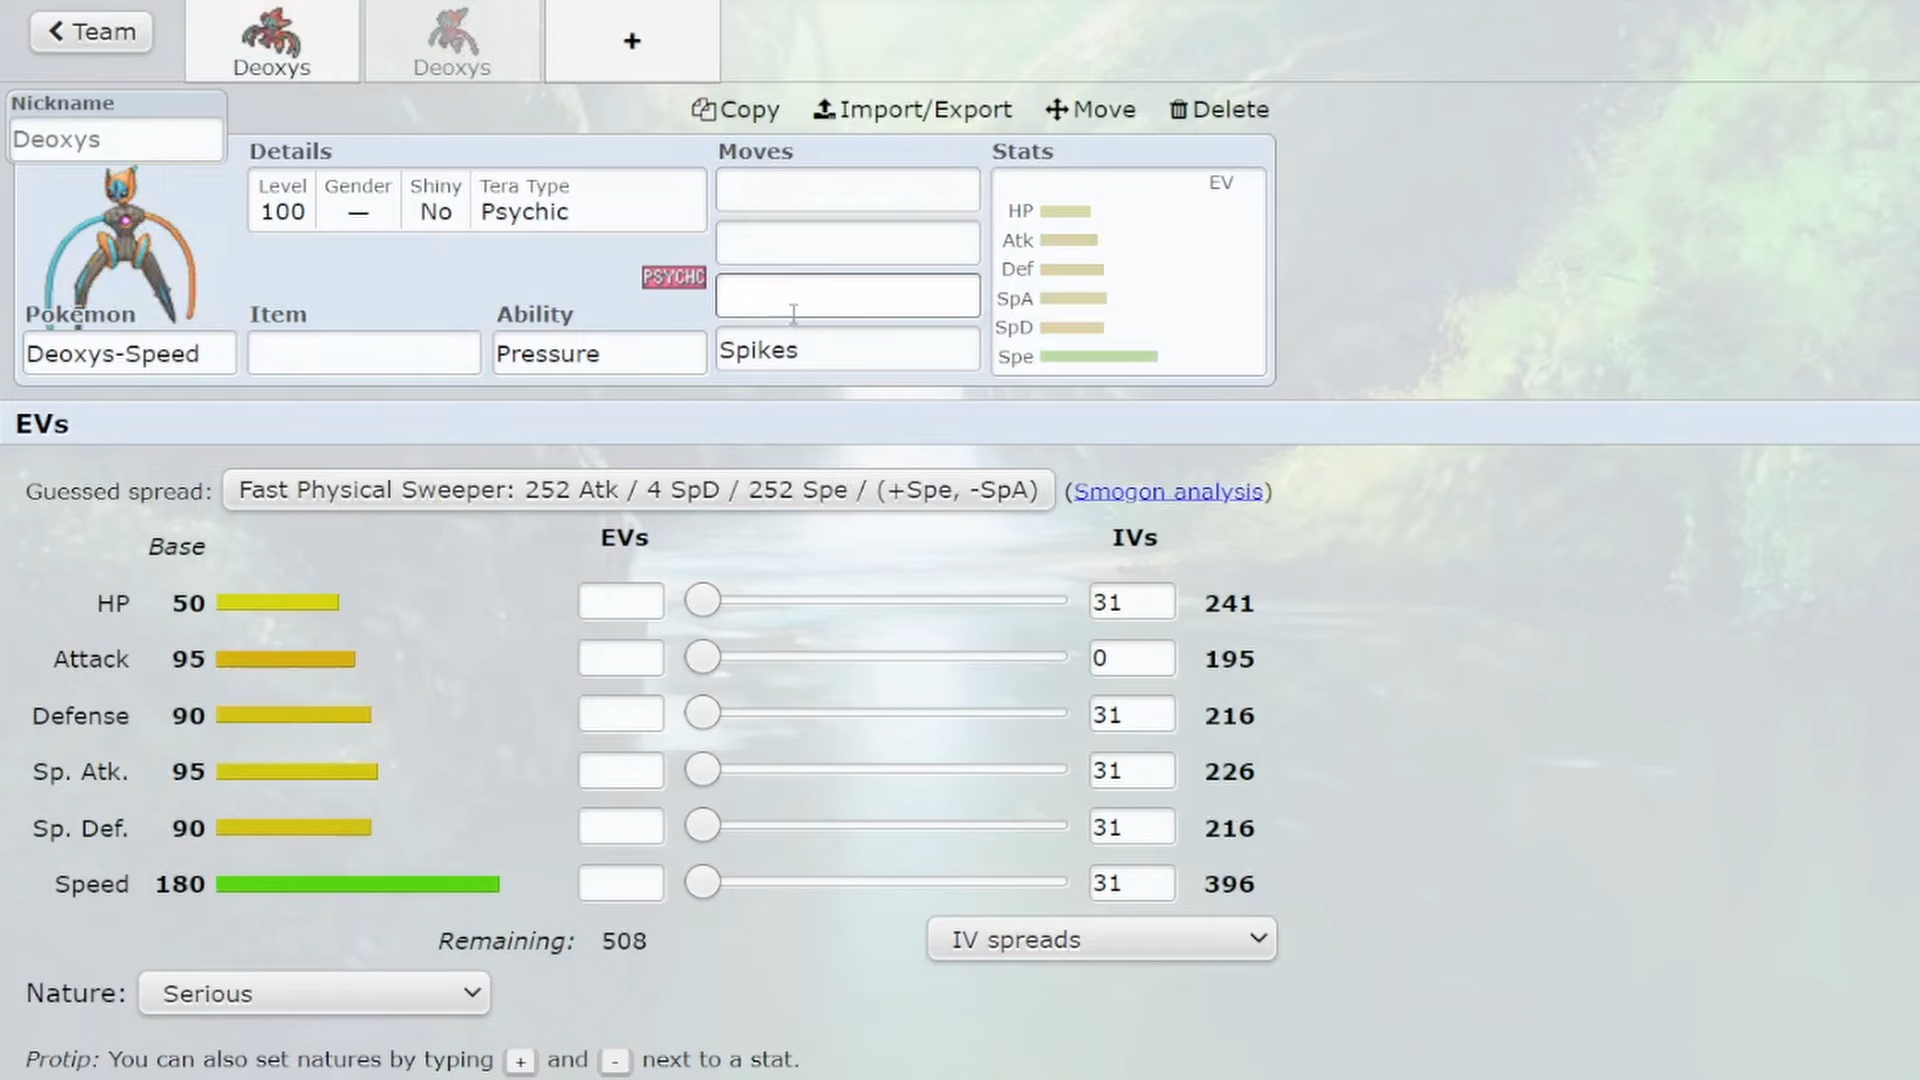 Team
Deoxys
Deoxys
+
Nickname
Deoxys
Copy
Import/Export
Move
Delete
Details
Moves
Stats
Level
Gender
Shiny
Tera Type
100
—
No
Psychic
EV
HP
Atk
Def
SpA
SpD
Spe
PSYCHC
Pokémon
Item
Ability
Deoxys-Speed
Pressure
Spikes
EVs
Guessed spread: Fast Physical Sweeper: 252 Atk / 4 SpD / 252 Spe / (+Spe, -SpA) (Smogon analysis)
Base
EVs
IVs
HP 50 31 241
Attack 95 0 195
Defense 90 31 216
Sp. Atk. 95 31 226
Sp. Def. 90 31 216
Speed 180 31 396
Remaining: 508
IV spreads
Nature: Serious
Protip: You can also set natures by typing + and - next to a stat.